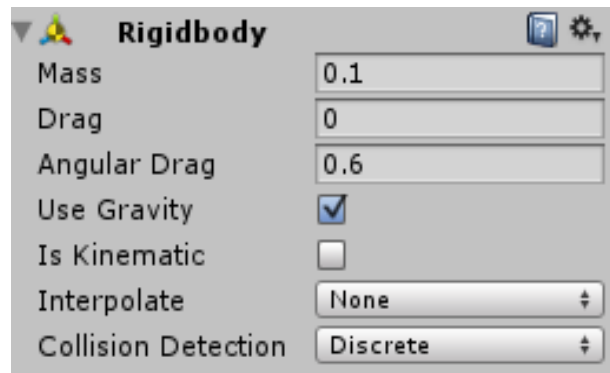 Rigidbody
Mass 0.1
Drag 0
Angular Drag 0.6
Use Gravity
Is Kinematic
Interpolate None
Collision Detection Discrete